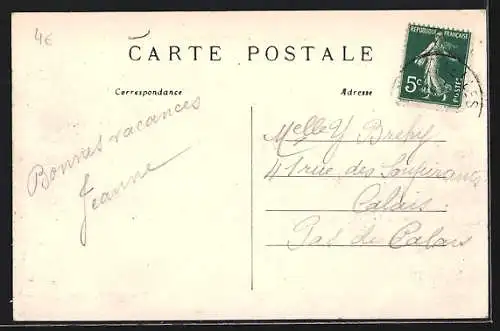 4€
CARTE POSTALE
Correspondance
Adresse
RÉPUBLIQUE FRANÇAISE
5c
POSTES
Bonnes vacances
Jeanne
Melle Y Brehy
41 rue des Soupirants
Calais
Pas de Calais